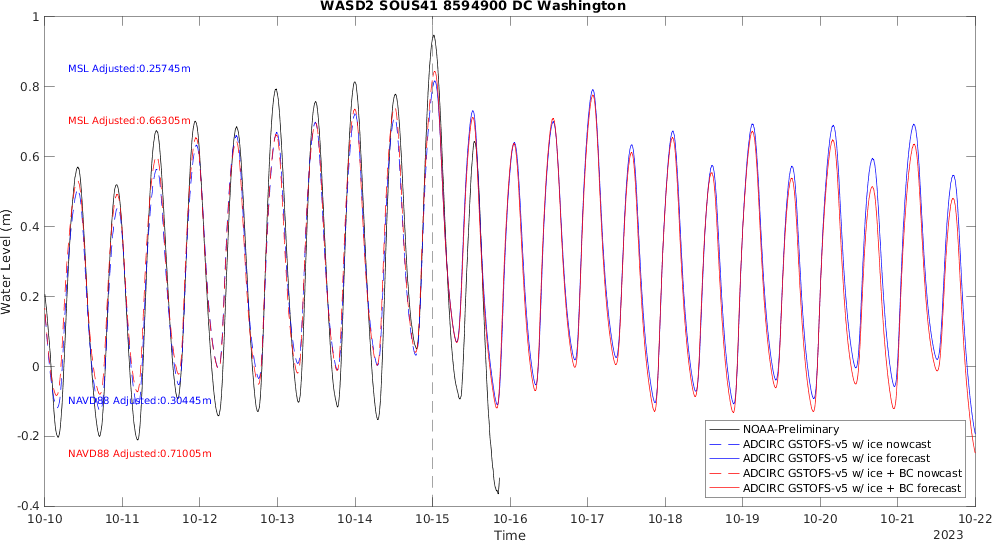 WASD2 SOUS41 8594900 DC Washington
1
0.8
0.6
0.4
0.2
0
-0.2
-0.4
Water Level (m)
MSL Adjusted:0.25745m
MSL Adjusted:0.66305m
NAVD88 Adjusted:0.30445m
NAVD88 Adjusted:0.71005m
NOAA-Preliminary
ADCIRC GSTOFS-v5 w/ ice nowcast
ADCIRC GSTOFS-v5 w/ ice forecast
ADCIRC GSTOFS-v5 w/ ice + BC nowcast
ADCIRC GSTOFS-v5 w/ ice + BC forecast
10-10 10-11 10-12 10-13 10-14 10-15 10-16 10-17 10-18 10-19 10-20 10-21 10-22
Time
2023